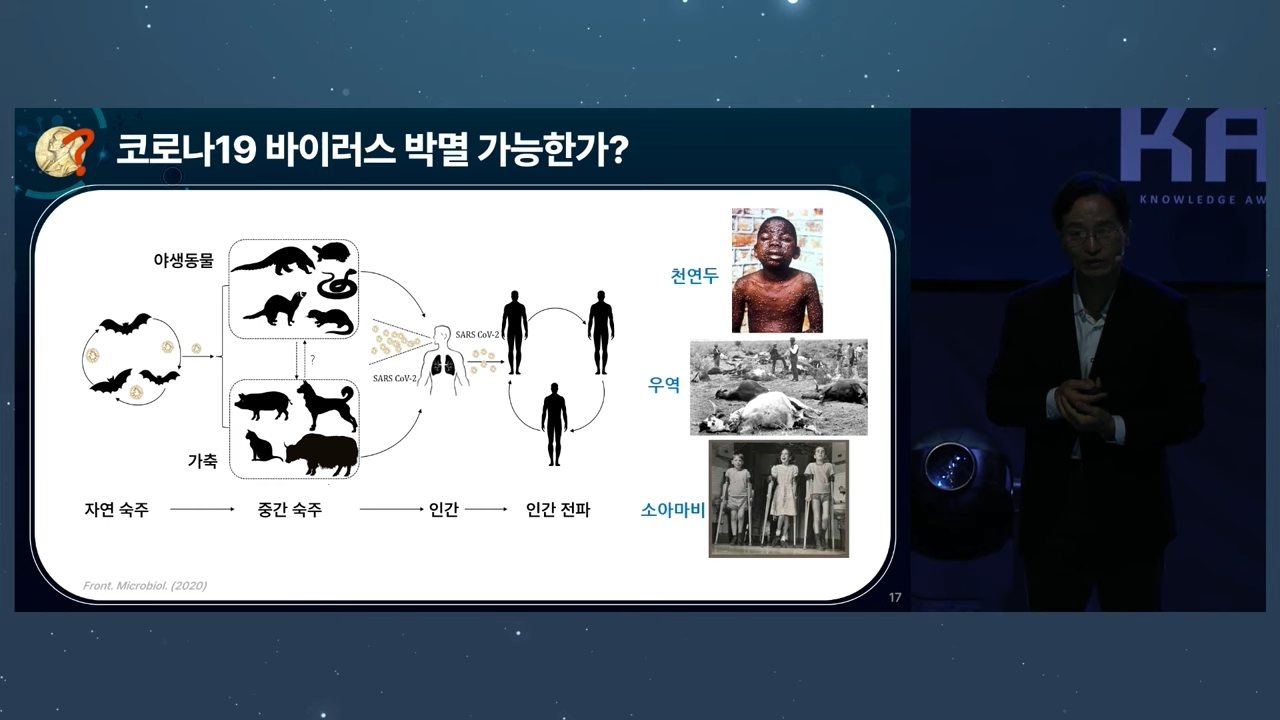 코로나19 바이러스 박멸 가능한가?
KA
KNOWLEDGE AW
야생동물
가축
?
SARS CoV-2
SARS CoV-2
자연 숙주
중간 숙주
인간
인간 전파
천연두
우역
소아마비
Front. Microbiol. (2020)
17